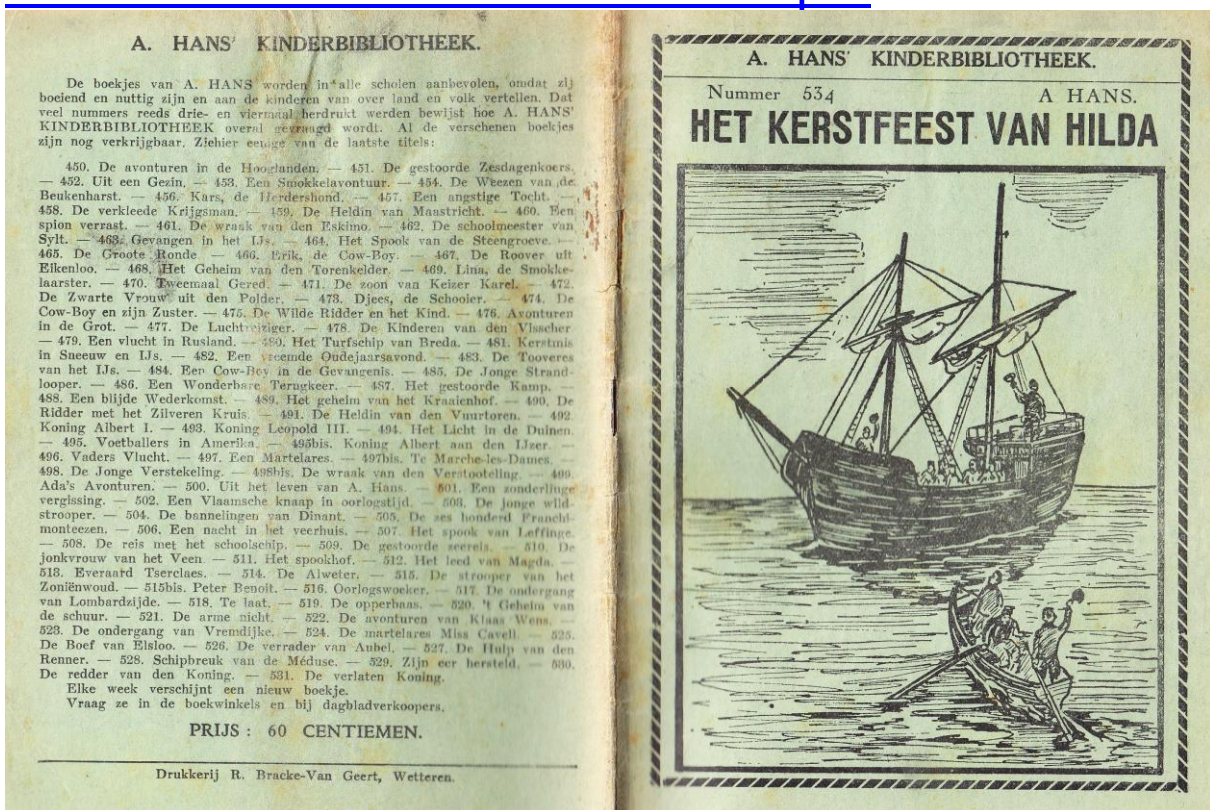 A. HANS' KINDERBIBLIOTHEEK.
De boekjes van A. HANS worden in alle scholen aanbevolen, omdat zij
boeiend en nuttig zijn en aan de kinderen van over land en volk vertellen. Dat
veel nummers reeds drie- en viermaal herdrukt werden bewijst hoe A. HANS'
KINDERBIBLIOTHEEK overal gevraagd wordt. Al de verschenen boekjes
zijn nog verkrijgbaar. Ziehier eenige van de laatste titels:
450. De avonturen in de Hooglanden. — 451. De gestoorde Zesdagenkoers.
— 452. Uit een Gezin. — 453. Een Smokkelavontuur. — 454. De Weezen van de
Beukenharst. — 456. Kars, de Herdershond. — 457. Een angstige Tocht. —
458. De verkleede Krijgsman. — 459. De Heldin van Maastricht. — 460. Een
spion verrast. — 461. De wraak van den Eskimo. — 462. De schoolmeester van
Sylt. — 463. Gevangen in het IJs. — 464. Het Spook van de Steengroeve. —
465. De Groote Ronde. — 466. Erik, de Cow-Boy. — 467. De Roover uit
Eikenloo. — 468. Het Geheim van den Torenkelder. — 469. Lina, de Smokke-
laarster. — 470. Tweemaal Gered. — 471. De zoon van Keizer Karel. — 472.
De Zwarte Vrouw uit den Polder. — 473. Djees, de Schooier. — 474. De
Cow-Boy en zijn Zuster. — 475. De Wilde Ridder en het Kind. — 476. Avonturen
in de Grot. — 477. De Luchtreiziger. — 478. De Kinderen van den Visscher
— 479. Een vlucht in Rusland. — 480. Het Turfschip van Breda. — 481. Kerstmis
in Sneeuw en IJs. — 482. Een vreemde Oudejaarsavond. — 483. De Tooveres
van het IJs. — 484. Een Cow-Boy in de Gevangenis. — 485. De Jonge Strand-
looper. — 486. Een Wonderbare Terugkeer. — 487. Het gestoorde Kamp. —
488. Een blijde Wederkomst. — 489. Het geheim van het Kraaienhof. — 490. De
Ridder met het Zilveren Kruis. — 491. De Heldin van den Vuurtoren. — 492.
Koning Albert I. — 493. Koning Leopold III. — 494. Het Licht in de Duinen.
— 495. Voetballers in Amerika. — 495bis. Koning Albert aan den IJzer. —
496. Vaders Vlucht. — 497. Een Martelares. — 497bis. Te Marche-les-Dames. —
498. De Jonge Verstekeling. — 498bis. De wraak van den Verstooteling. — 499.
Ada's Avonturen. — 500. Uit het leven van A. Hans. — 501. Een zonderlinge
vergissing. — 502. Een Vlaamsche knaap in oorlogstijd. — 503. De jonge wild-
strooper. — 504. De bannelingen van Dinant. — 505. De zes honderd Franchi-
monteezen. — 506. Een nacht in het veerhuis. — 507. Het spook van Leffinge.
— 508. De reis met het schoolschip. — 509. De gestoorde zeereis. — 510. De
jonkvrouw van het Veen. — 511. Het spookhof. — 512. Het leed van Magda. —
513. Everaard Tserclaes. — 514. De Alweter. — 515. De strooper van het
Zoniënwoud. — 515bis. Peter Benoit. — 516. Oorlogswoeker. — 517. De ondergang
van Lombardzijde. — 518. Te laat. — 519. De opperbaas. — 520. 't Geheim van
de schuur. — 521. De arme nicht. — 522. De avonturen van Klaas Wens. —
523. De ondergang van Vremdijke. — 524. De martelares Miss Cavell. — 525.
De Boef van Elsloo. — 526. De verrader van Aubel. — 527. De Hulp van den
Renner. — 528. Schipbreuk van de Méduse. — 529. Zijn eer hersteld. — 530.
De redder van den Koning. — 531. De verlaten Koning.
Elke week verschijnt een nieuw boekje.
Vraag ze in de boekwinkels en bij dagbladverkoopers.
PRIJS : 60 CENTIEMEN.
Drukkerij R. Bracke-Van Geert, Wetteren.
A. HANS' KINDERBIBLIOTHEEK.
Nummer 534 A HANS.
HET KERSTFEEST VAN HILDA